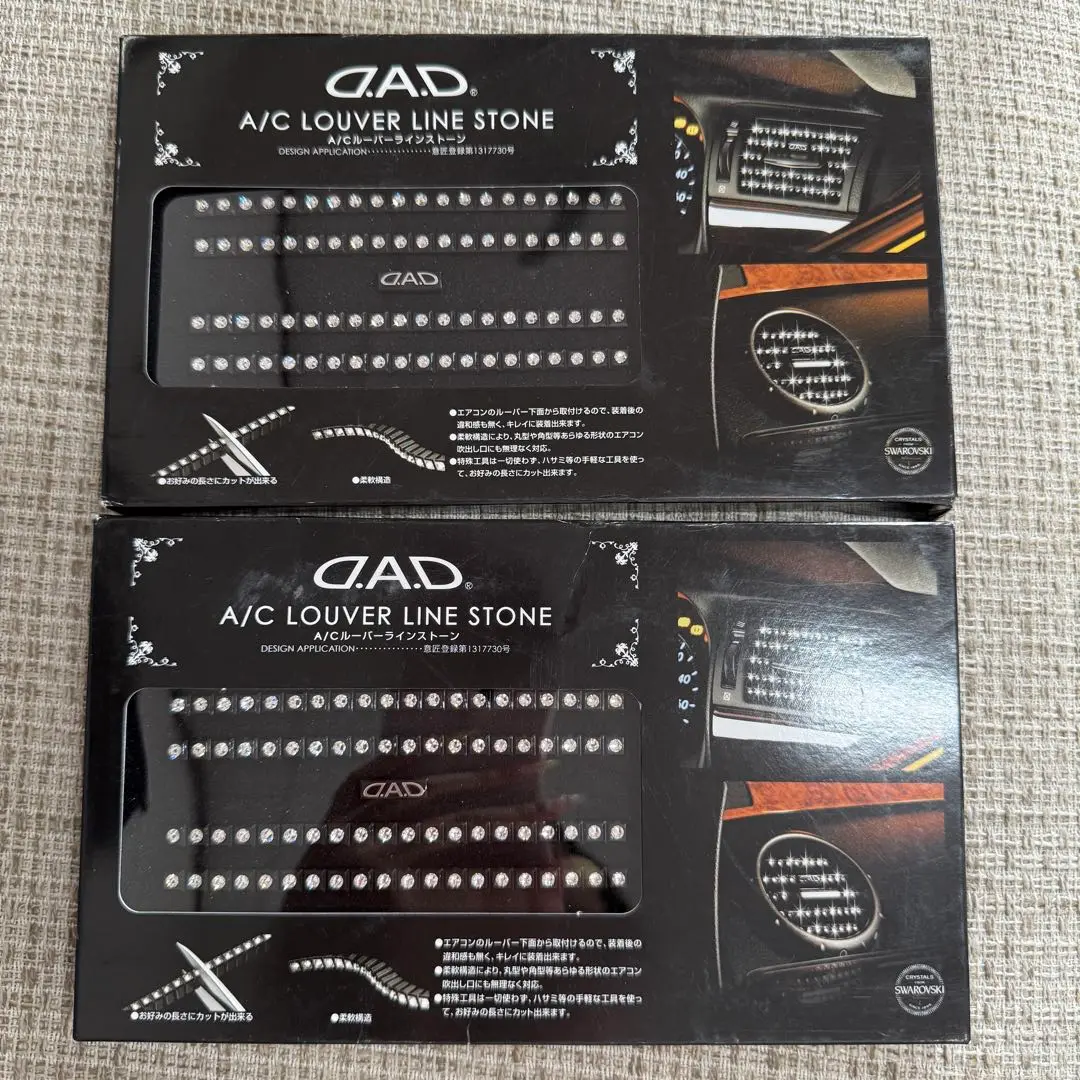 D.A.D®
A/C LOUVER LINE STONE
A/Cルーバーラインストーン
DESIGN APPLICATION・・・・・・・・・・・・・・意匠登録第1317730号
D.A.D
●エアコンのルーバー下面から取付けるので、装着後の
違和感も無く、キレイに装着出来ます。
●柔軟構造により、丸型や角型等あらゆる形状のエアコン
吹出し口にも無理なく対応。
●特殊工具は一切使わず、ハサミ等の手軽な工具を使っ
て、お好みの長さにカット出来ます。
●お好みの長さにカットが出来る
●柔軟構造
CRYSTALS
FROM
SWAROVSKI
D.A.D®
A/C LOUVER LINE STONE
A/Cルーバーラインストーン
DESIGN APPLICATION・・・・・・・・・・・・・・意匠登録第1317730号
D.A.D
●エアコンのルーバー下面から取付けるので、装着後の
違和感も無く、キレイに装着出来ます。
●柔軟構造により、丸型や角型等あらゆる形状のエアコン
吹出し口にも無理なく対応。
●特殊工具は一切使わず、ハサミ等の手軽な工具を使っ
て、お好みの長さにカット出来ます。
●お好みの長さにカットが出来る
●柔軟構造
CRYSTALS
FROM
SWAROVSKI